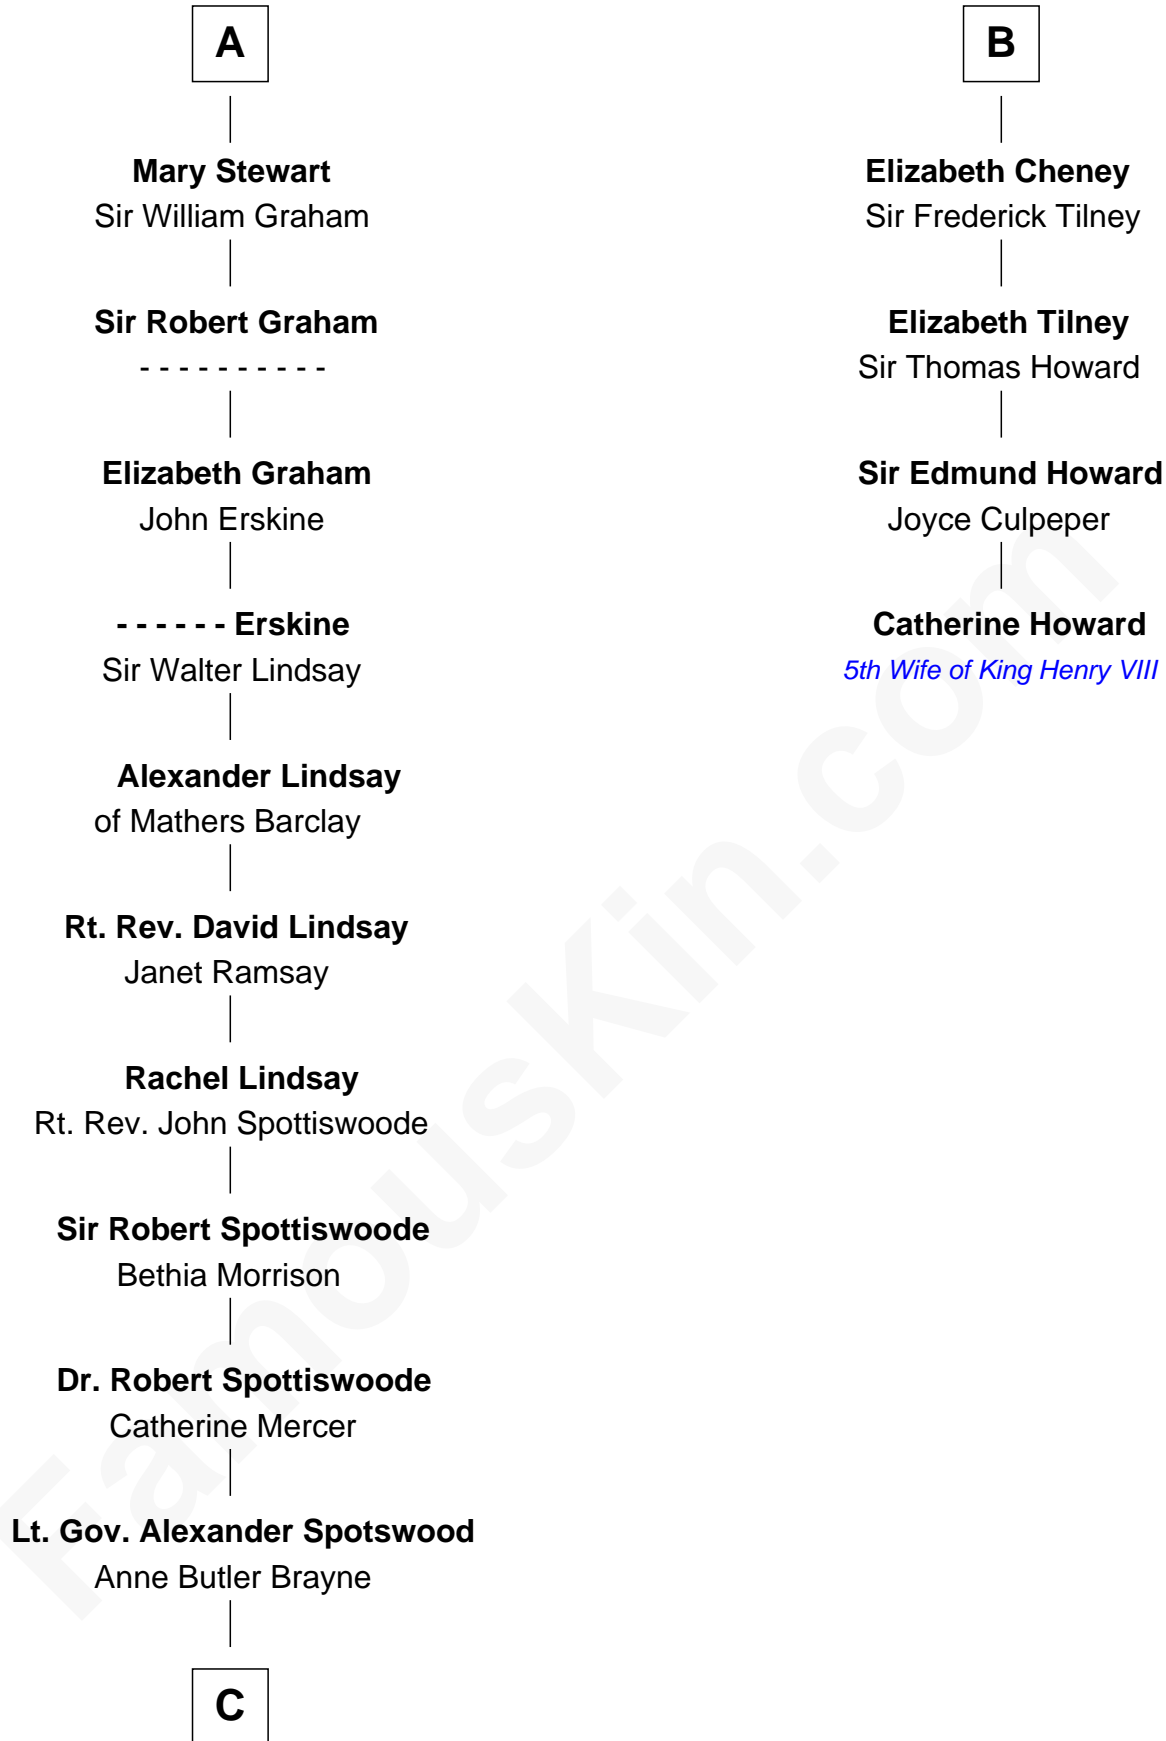 A
Mary Stewart
Sir William Graham
Sir Robert Graham
- - - - - - - - - -
Elizabeth Graham
John Erskine
- - - - - - Erskine
Sir Walter Lindsay
Alexander Lindsay
of Mathers Barclay
Rt. Rev. David Lindsay
Janet Ramsay
Rachel Lindsay
Rt. Rev. John Spottiswoode
Sir Robert Spottiswoode
Bethia Morrison
Dr. Robert Spottiswoode
Catherine Mercer
Lt. Gov. Alexander Spotswood
Anne Butler Brayne
C
B
Elizabeth Cheney
Sir Frederick Tilney
Elizabeth Tilney
Sir Thomas Howard
Sir Edmund Howard
Joyce Culpeper
Catherine Howard
5th Wife of King Henry VIII
FamousKin.com